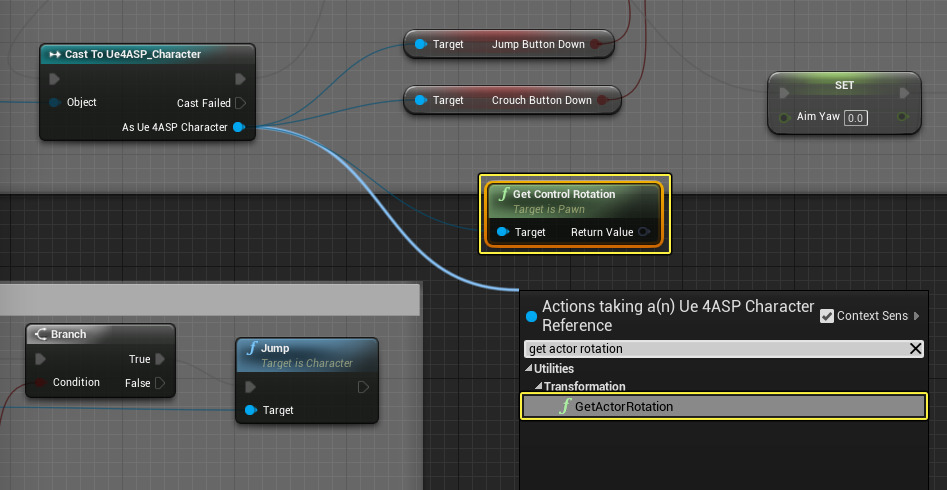 Cast To Ue4ASP_Character
Object
Cast Failed
As Ue 4ASP Character
Target Jump Button Down
Target Crouch Button Down
SET
Aim Yaw 0.0
f Get Control Rotation
Target is Pawn
Target Return Value
Branch
True
Condition False
f Jump
Target is Character
Target
Actions taking a(n) Ue 4ASP Character
Reference
Context Sens
get actor rotation
Utilities
Transformation
f GetActorRotation